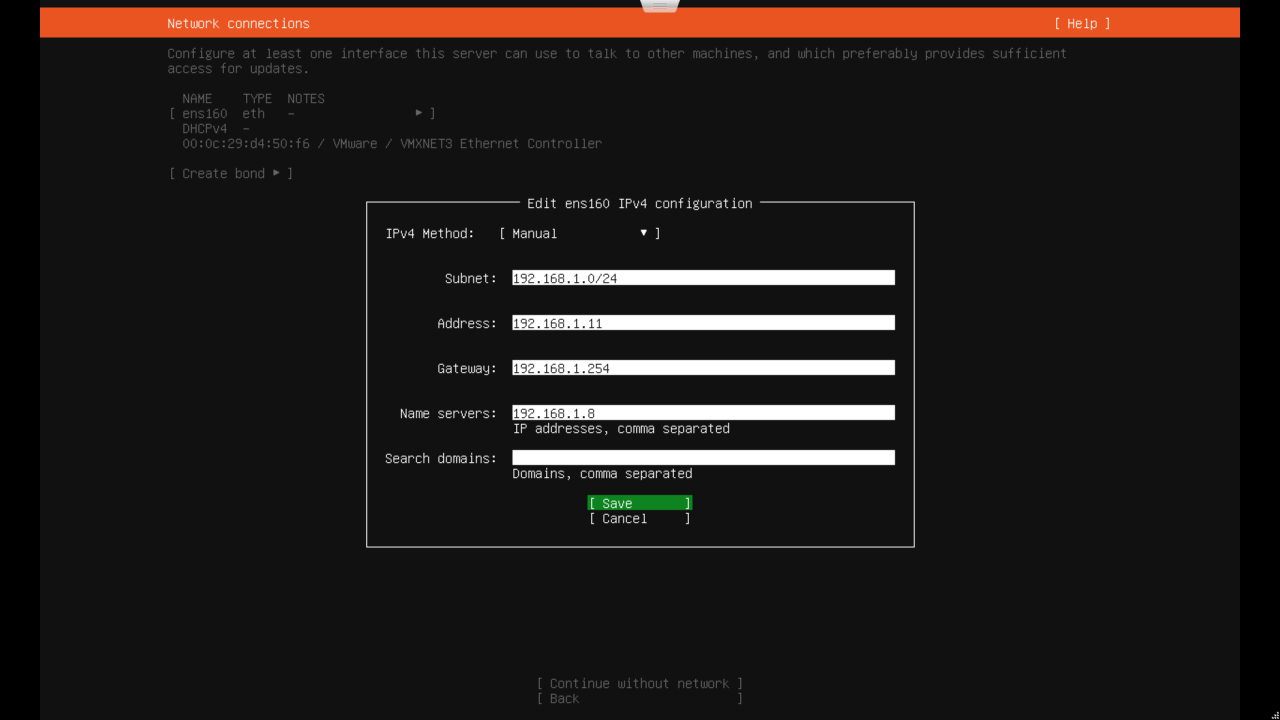 Network connections [ Help ]
Configure at least one interface this server can use to talk to other machines, and which preferably provides sufficient
access for updates.
NAME TYPE NOTES
[ ens160 eth - ▸ ]
DHCPv4 -
00:0c:29:d4:50:f6 / VMware / VMXNET3 Ethernet Controller
[ Create bond ▸ ]
Edit ens160 IPv4 configuration
IPv4 Method: [ Manual ▾ ]
Subnet: 192.168.1.0/24
Address: 192.168.1.11
Gateway: 192.168.1.254
Name servers: 192.168.1.8
IP addresses, comma separated
Search domains:
Domains, comma separated
[ Save ]
[ Cancel ]
[ Continue without network ]
[ Back ]